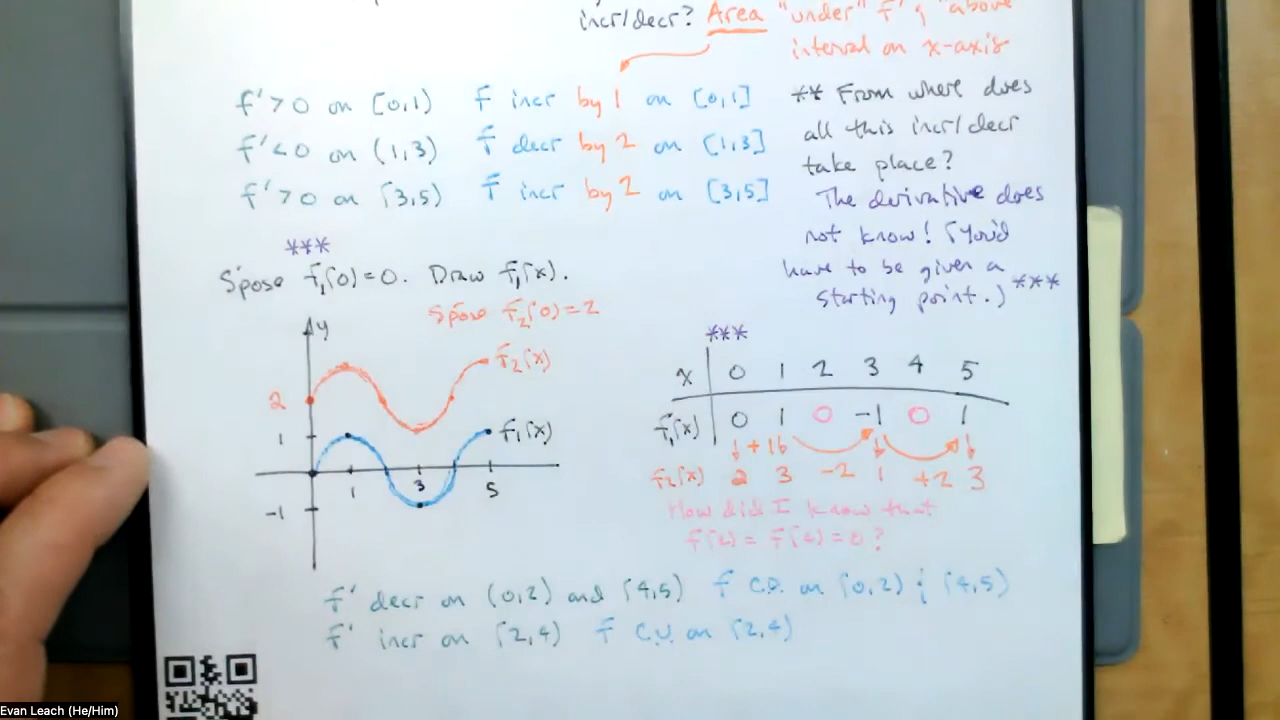 incr/decr? Area "under" f' & "above"
interval on x-axis
f' > 0 on [0,1) f incr by 1 on [0,1]
f' < 0 on (1,3) f decr by 2 on [1,3]
f' > 0 on (3,5) f incr by 2 on [3,5]
** From where does
all this incr/decr
take place?
The derivative does
not know! (You'd
have to be given a
starting point.) ***
***
Spose f₁(0) = 0. Draw f₁(x).
Spose f₂(0) = 2
y
f₂(x)
2
1
f₁(x)
1 3 5
-1
***
x 0 1 2 3 4 5
f₁(x) 0 1 0 -1 0 1
+1 
f₂(x) 2 3 -2 1 +2 3
How did I know that
f(2) = f(4) = 0?
f' decr on (0,2) and (4,5) f C.D. on (0,2) & (4,5)
f' incr on (2,4) f C.U. on (2,4)
Evan Leach (He/Him)